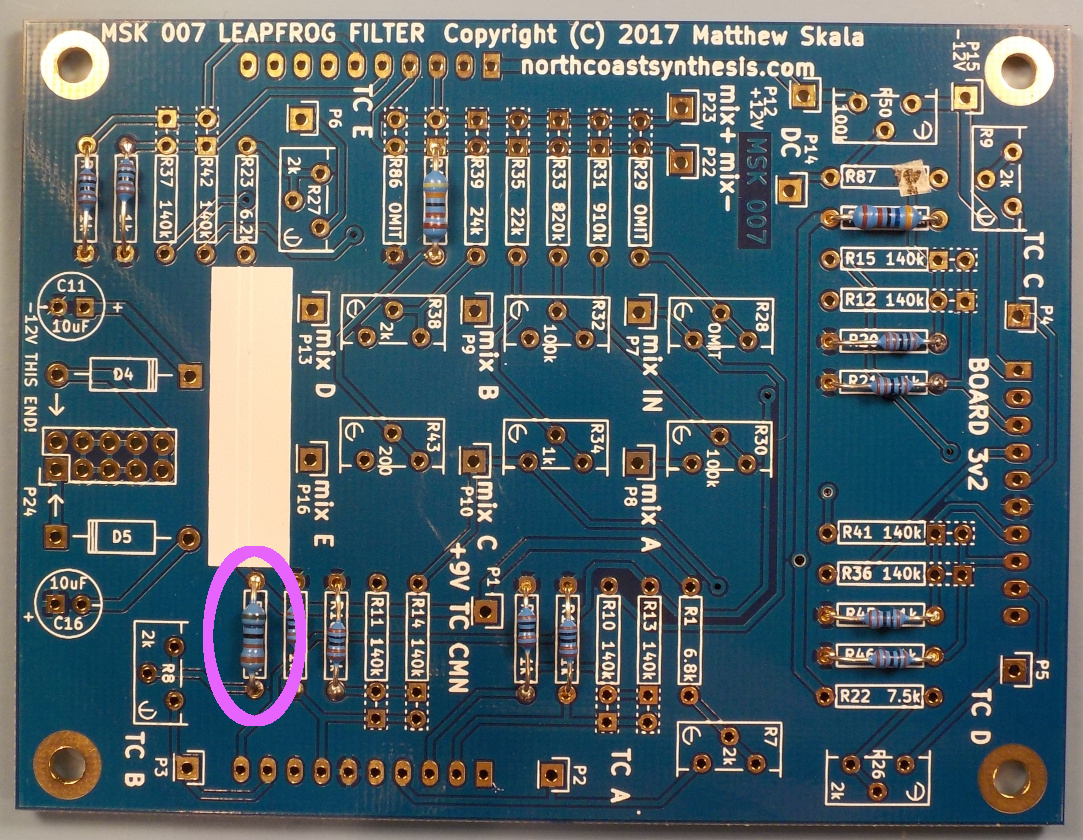 MSK 007 LEAPFROG FILTER Copyright (C) 2017 Matthew Skala
northcoastsynthesis.com
P15
-12V
P12
+12V
P6
TC E
P23
mix+
mix-
P22
MSK 007
DC
P14
100k
R50
R9
2k
R37 140k
R42 140k
R23 6.2k
2k
R27
R86 OMIT
R39 24k
R35 22k
R33 820k
R31 910k
R29 OMIT
R87
R15 140k
R12 140k
R20
R21
TC C
P4
C11
+
10uF
-12V THIS END!
D4
P24
D5
10uF
C16
+
P13
mix D
R38
2k
P9
mix B
R32
100k
P7
mix IN
R28
OMIT
P16
mix E
R43
200
P10
mix C
R34
1k
P8
mix A
R30
100k
BOARD 3v2
R41 140k
R36 140k
R46
R22 7.5k
P5
TC D
+9V
P1
TC CMN
R11 140k
R14 140k
R10 140k
R13 140k
R1 6.8k
2k
R8
TC B
P3
P2
TC A
R7
2k
R26
2k